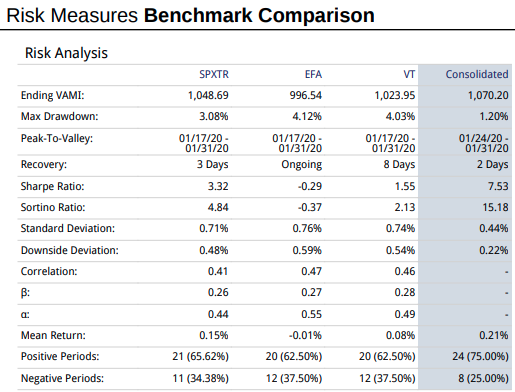 Risk Measures Benchmark Comparison
Risk Analysis
SPXTR EFA VT Consolidated
Ending VAMI: 1,048.69 996.54 1,023.95 1,070.20
Max Drawdown: 3.08% 4.12% 4.03% 1.20%
Peak-To-Valley: 01/17/20 - 01/17/20 - 01/17/20 - 01/24/20 -
01/31/20 01/31/20 01/31/20 01/31/20
Recovery: 3 Days Ongoing 8 Days 2 Days
Sharpe Ratio: 3.32 -0.29 1.55 7.53
Sortino Ratio: 4.84 -0.37 2.13 15.18
Standard Deviation: 0.71% 0.76% 0.74% 0.44%
Downside Deviation: 0.48% 0.59% 0.54% 0.22%
Correlation: 0.41 0.47 0.46 -
β: 0.26 0.27 0.28 -
α: 0.44 0.55 0.49 -
Mean Return: 0.15% -0.01% 0.08% 0.21%
Positive Periods: 21 (65.62%) 20 (62.50%) 20 (62.50%) 24 (75.00%)
Negative Periods: 11 (34.38%) 12 (37.50%) 12 (37.50%) 8 (25.00%)